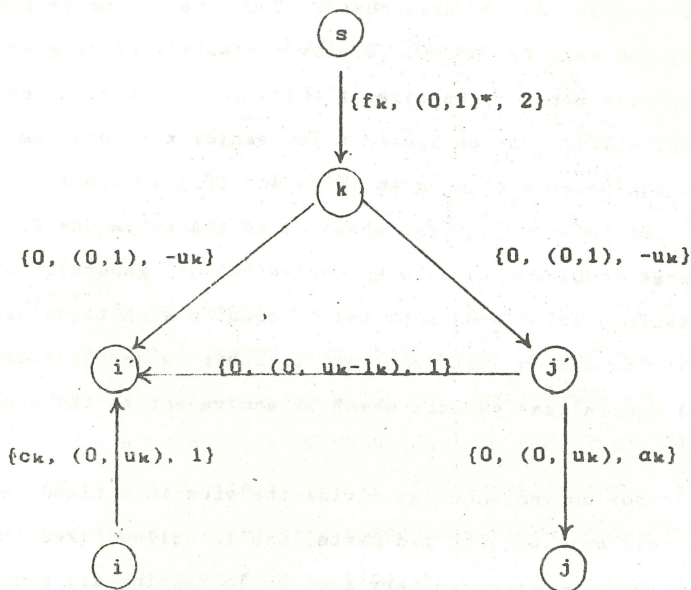 s
{fₖ, (0,1)*, 2}
k
{0, (0,1), -uₖ}
{0, (0,1), -uₖ}
i′
{0, (0, uₖ-lₖ), 1}
j′
{cₖ, (0, uₖ), 1}
{0, (0, uₖ), aₖ}
i
j